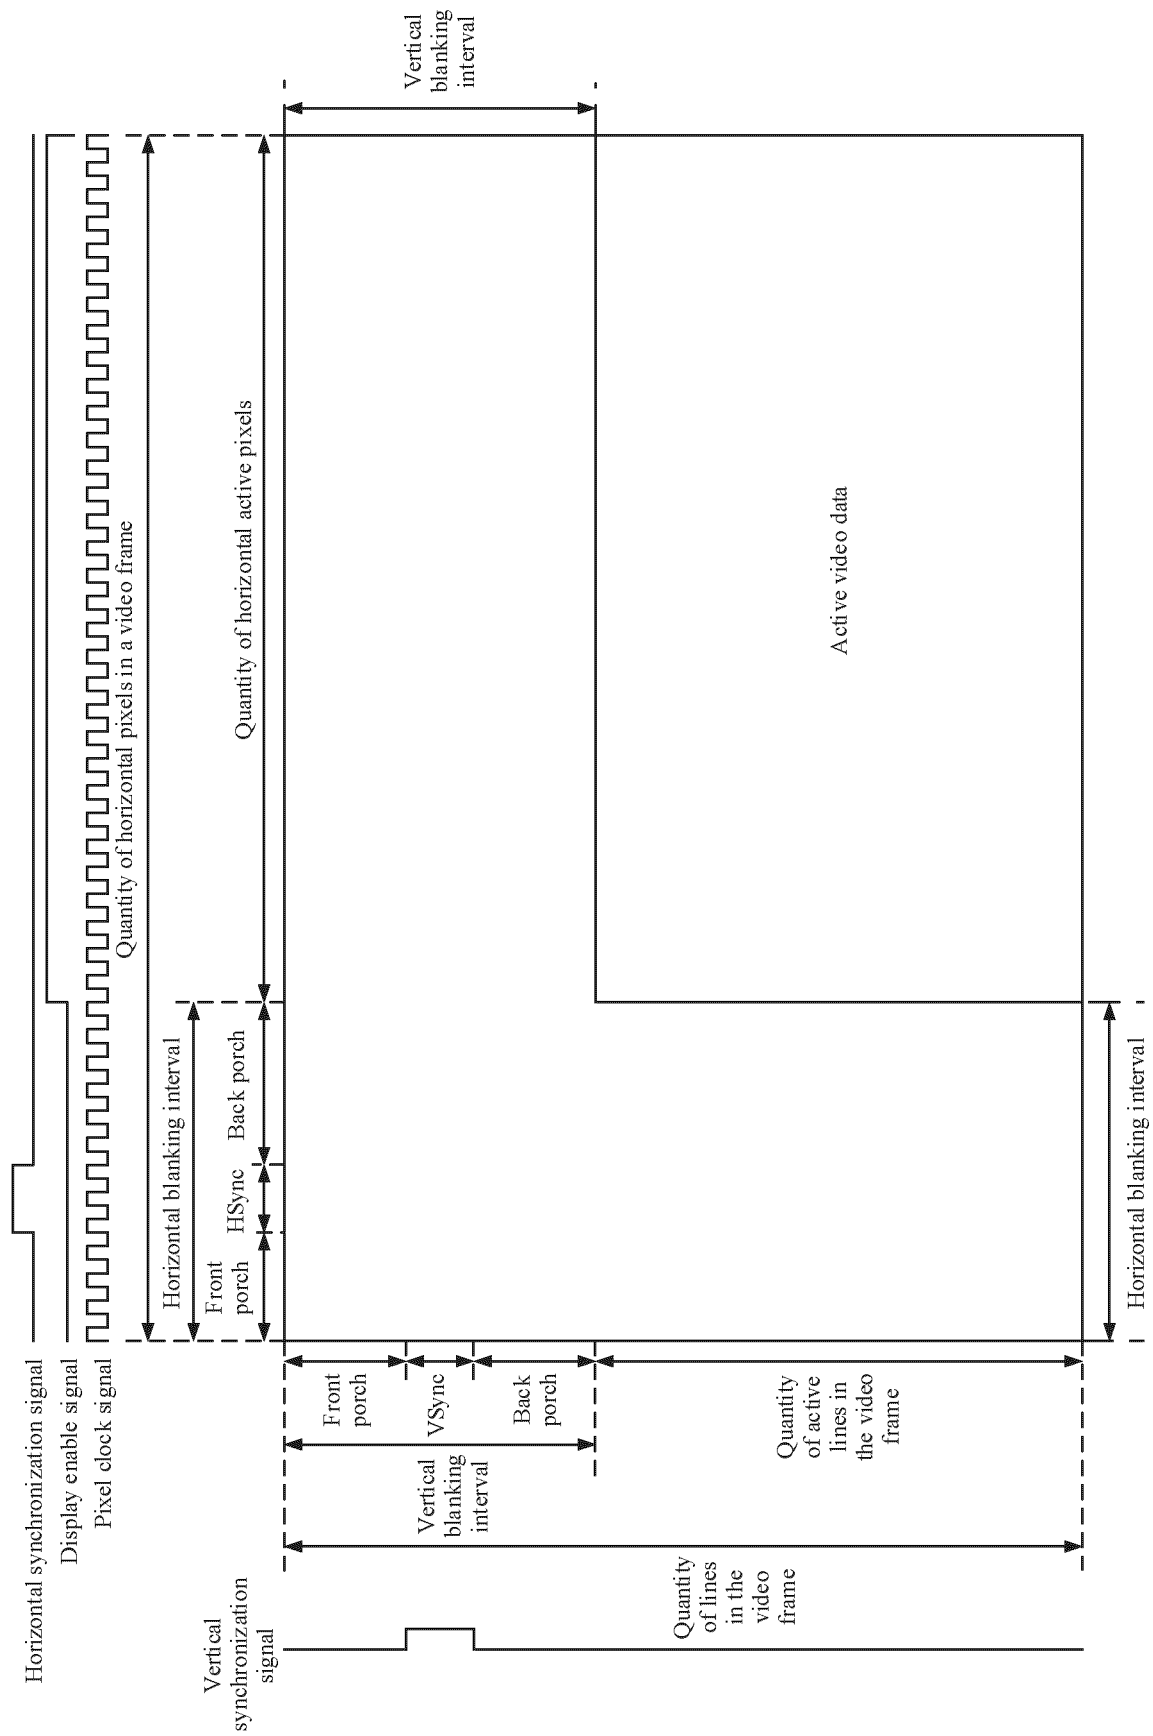 Horizontal synchronization signal
Display enable signal
Pixel clock signal
Quantity of horizontal pixels in a video frame
Horizontal blanking interval
Front
porch
HSync
Back porch
Quantity of horizontal active pixels
Vertical
synchronization
signal
Front
porch
VSync
Back
porch
Vertical
blanking
interval
Vertical
blanking
interval
Quantity
of lines
in the
video
frame
Quantity
of active
lines in
the video
frame
Active video data
Horizontal blanking interval